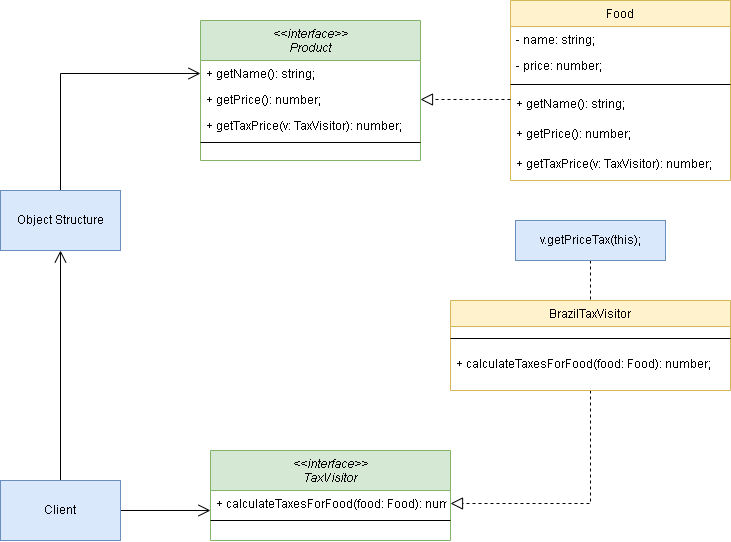 <<interface>>
Product
+ getName(): string;
+ getPrice(): number;
+ getTaxPrice(v: TaxVisitor): number;
Food
- name: string;
- price: number;
+ getName(): string;
+ getPrice(): number;
+ getTaxPrice(v: TaxVisitor): number;
Object Structure
v.getPriceTax(this);
BrazilTaxVisitor
+ calculateTaxesForFood(food: Food): number;
<<interface>>
TaxVisitor
+ calculateTaxesForFood(food: Food): num
Client